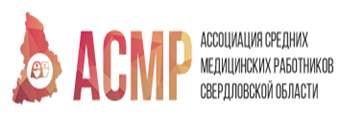 АСМР
АССОЦИАЦИЯ СРЕДНИХ
МЕДИЦИНСКИХ РАБОТНИКОВ
СВЕРДЛОВСКОЙ ОБЛАСТИ